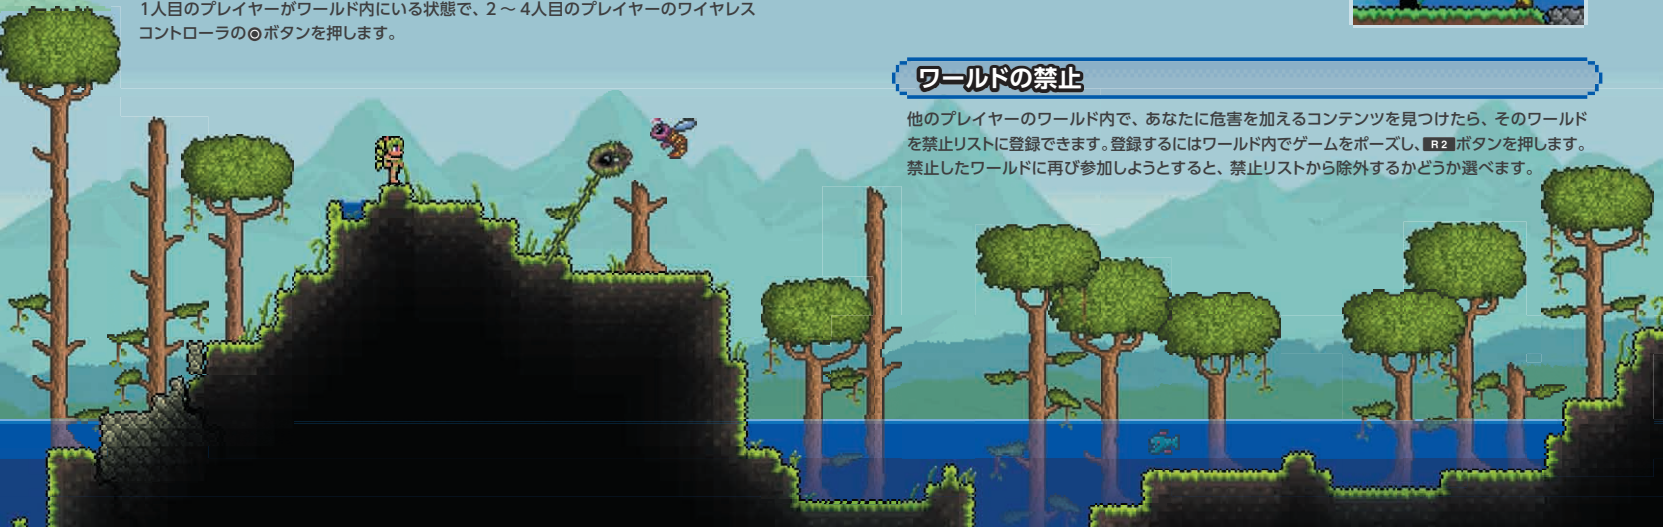 1人目のプレイヤーがワールド内にいる状態で、2～4人目のプレイヤーのワイヤレス
コントローラの◎ボタンを押します。
ワールドの禁止
他のプレイヤーのワールド内で、あなたに危害を加えるコンテンツを見つけたら、そのワールド
を禁止リストに登録できます。登録するにはワールド内でゲームをポーズし、R2ボタンを押します。
禁止したワールドに再び参加しようとすると、禁止リストから除外するかどうか選べます。